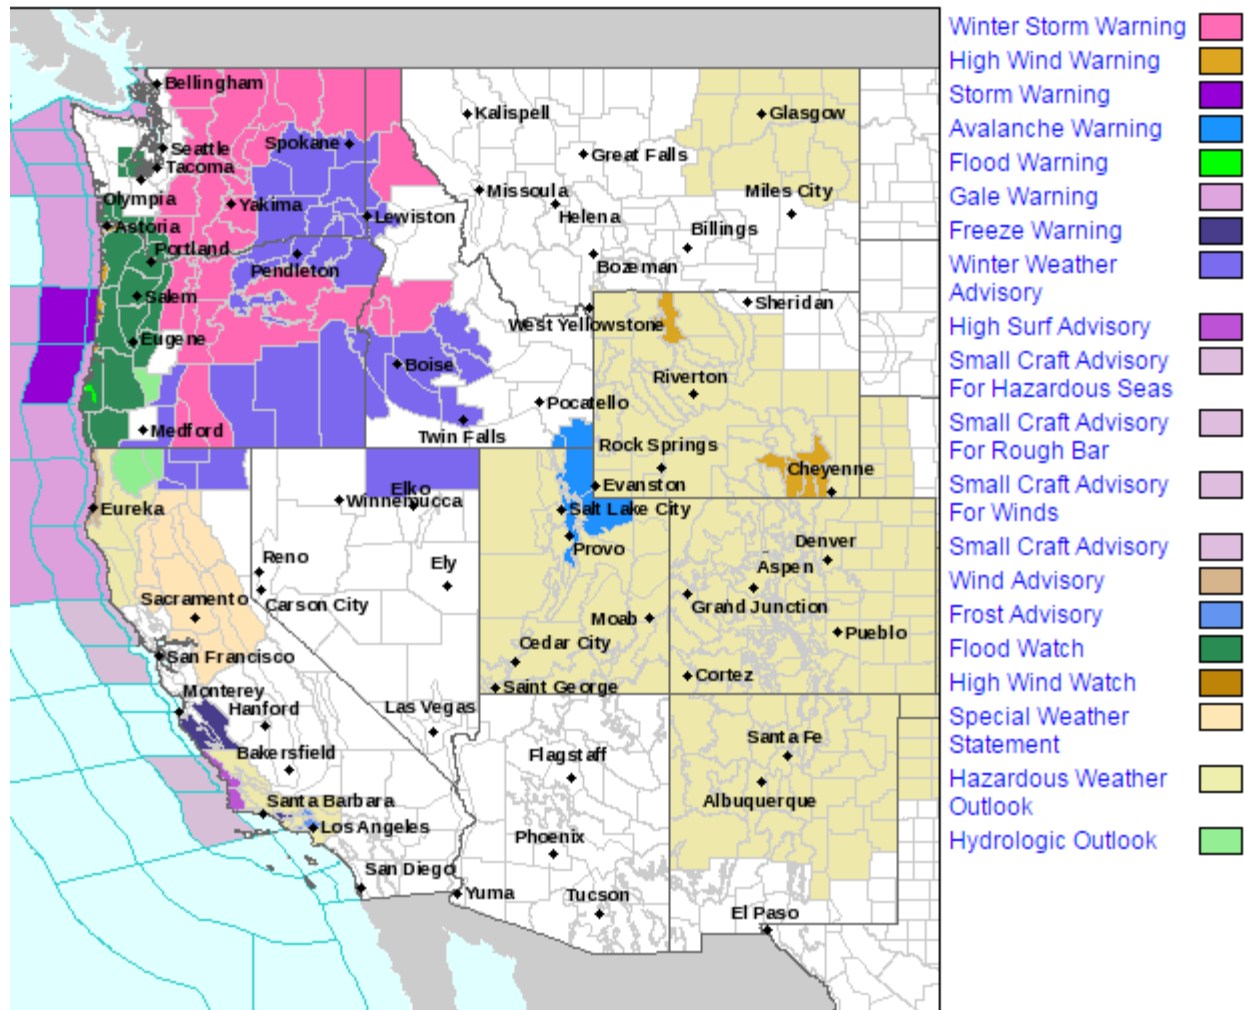 Bellingham
Kalispell
Glasgow
Spokane
Seattle
Great Falls
Tacoma
Missoula
Miles City
Olympia
Yakima
Lewiston
Helena
Astoria
Billings
Portland
Pendleton
Bozeman
Salem
Sheridan
West Yellowstone
Eugene
Boise
Riverton
Pocatello
Medford
Twin Falls
Rock Springs
Cheyenne
Elko
Evanston
Winnemucca
Eureka
Salt Lake City
Denver
Provo
Reno
Ely
Aspen
Sacramento
Carson City
Grand Junction
Moab
Pueblo
Cedar City
San Francisco
Cortez
Saint George
Monterey
Hanford
Las Vegas
Santa Fe
Bakersfield
Flagstaff
Albuquerque
Santa Barbara
Los Angeles
Phoenix
San Diego
Yuma
Tucson
El Paso
Winter Storm Warning
High Wind Warning
Storm Warning
Avalanche Warning
Flood Warning
Gale Warning
Freeze Warning
Winter Weather
Advisory
High Surf Advisory
Small Craft Advisory
For Hazardous Seas
Small Craft Advisory
For Rough Bar
Small Craft Advisory
For Winds
Small Craft Advisory
Wind Advisory
Frost Advisory
Flood Watch
High Wind Watch
Special Weather
Statement
Hazardous Weather
Outlook
Hydrologic Outlook